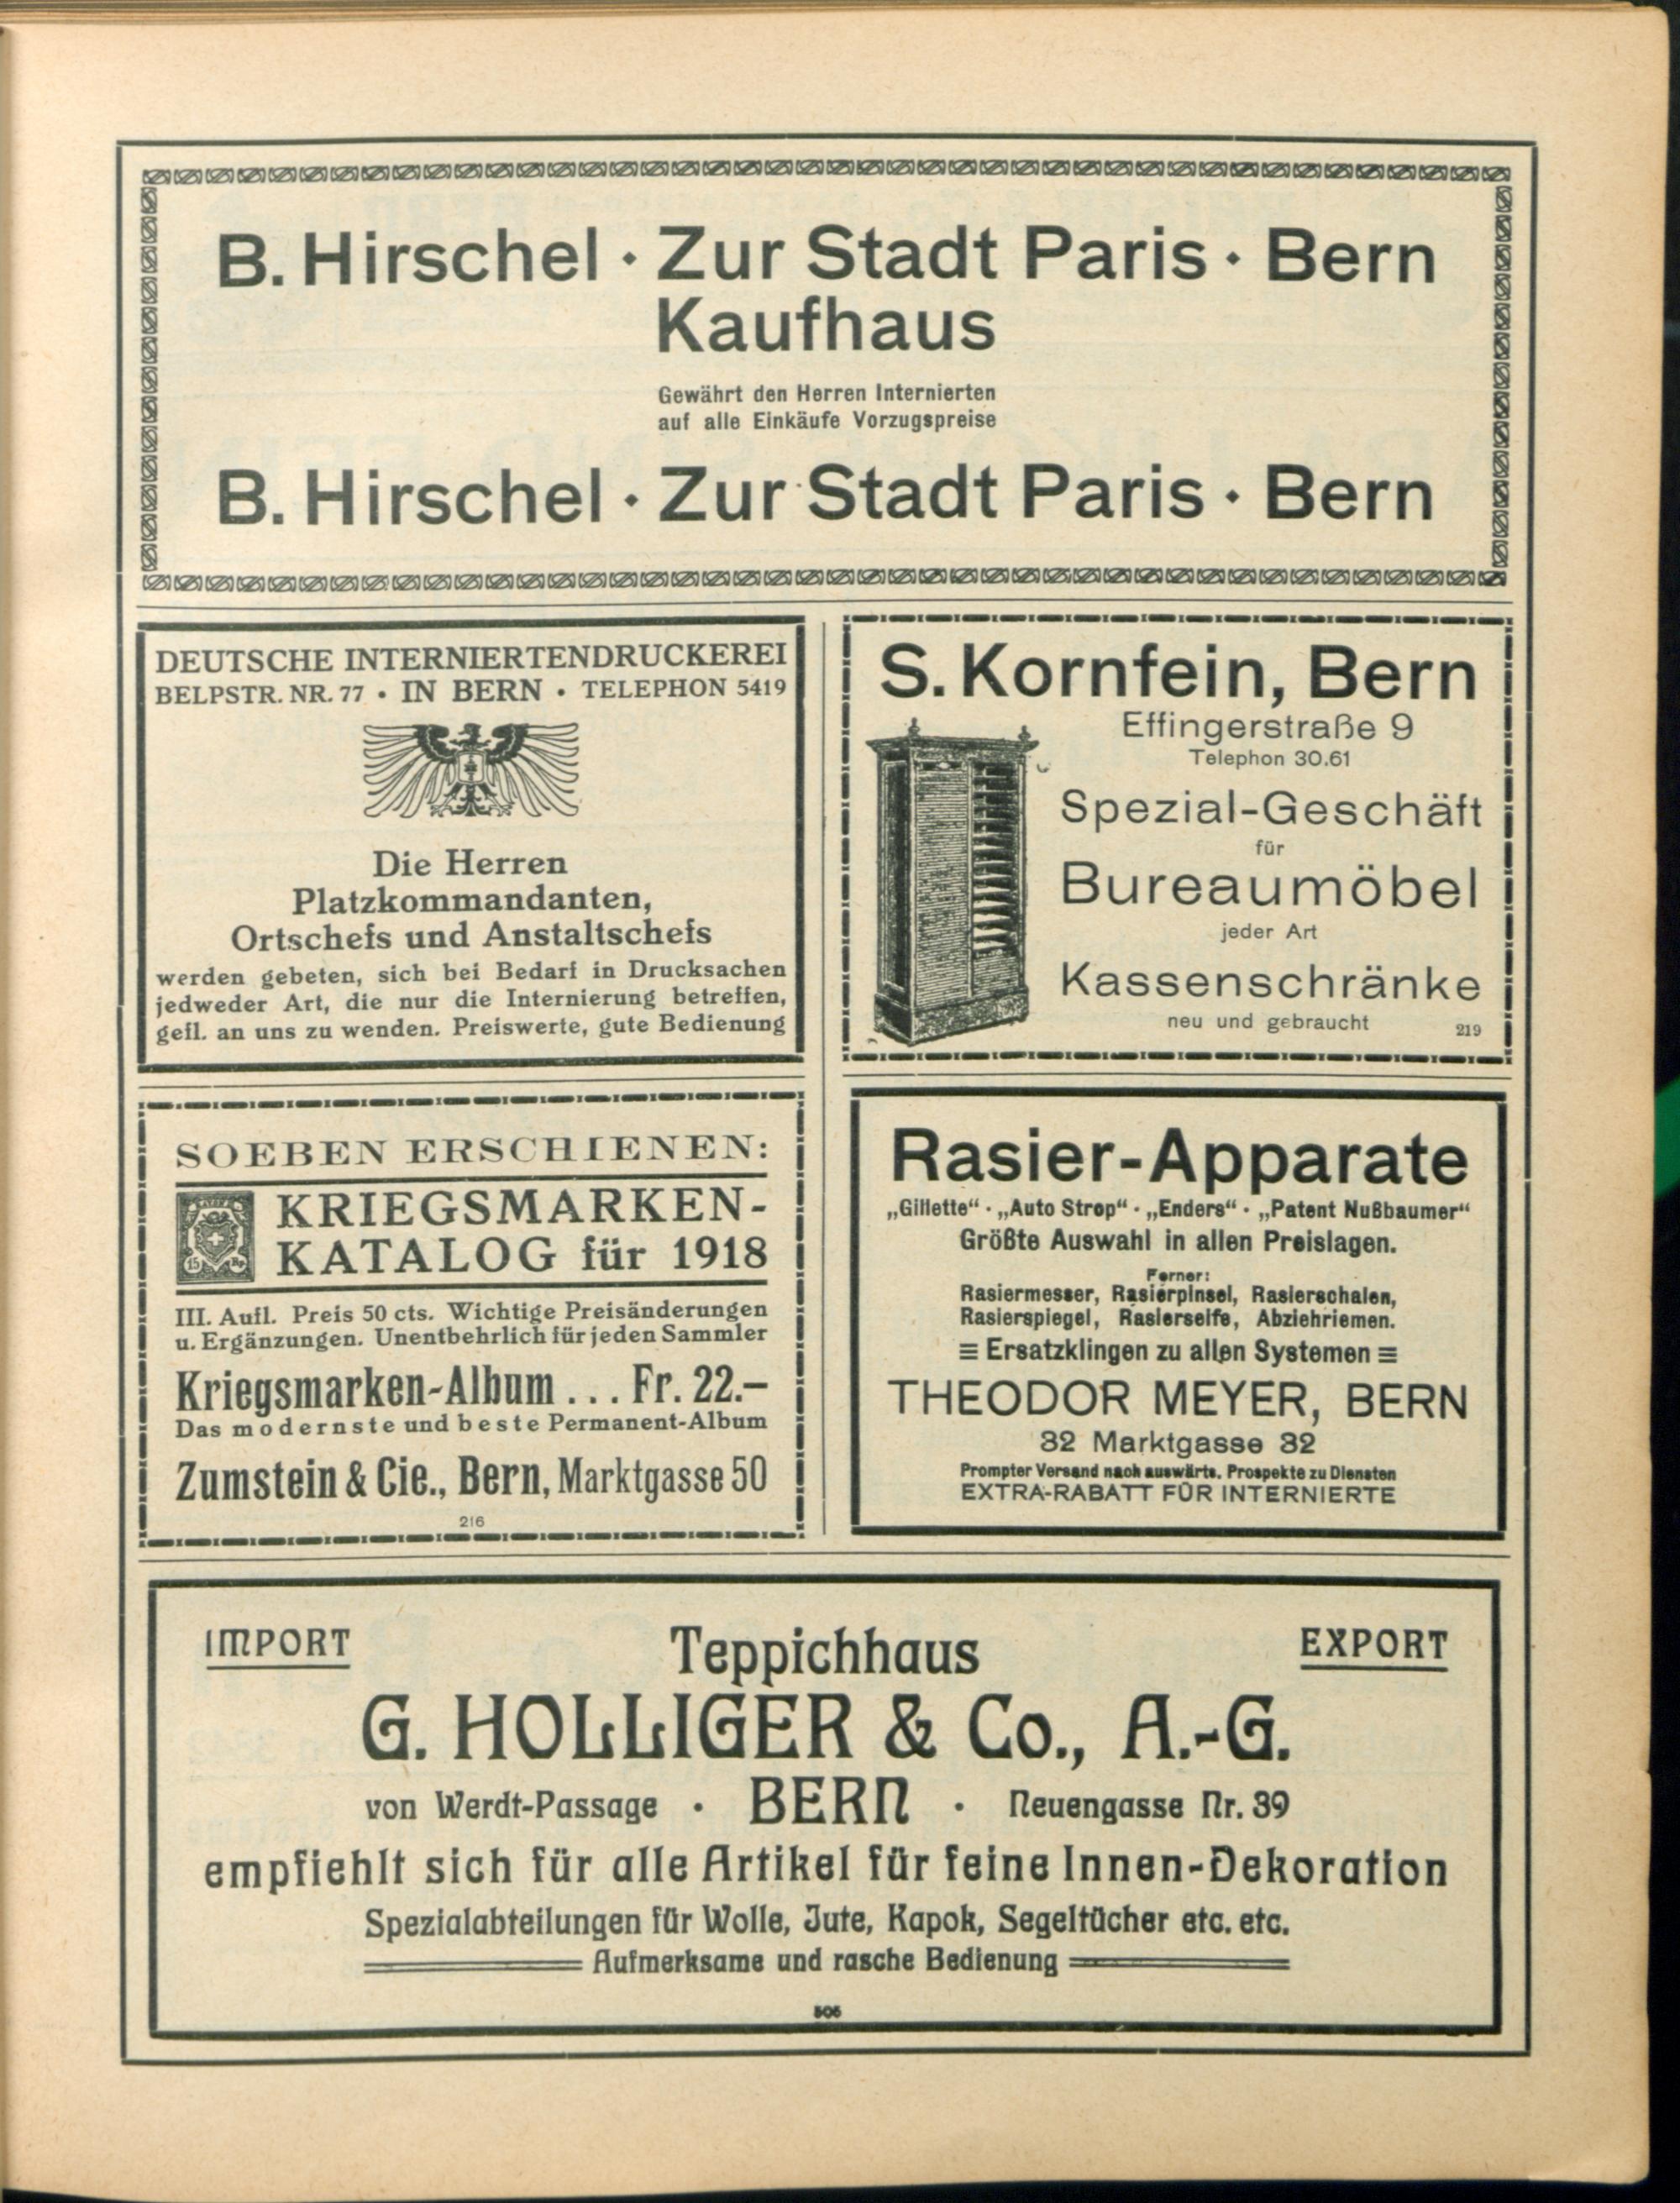 B. Hirschel · Zur Stadt Paris · Bern
Kaufhaus
Gewährt den Herren Internierten
auf alle Einkäufe Vorzugspreise
B. Hirschel · Zur Stadt Paris · Bern
DEUTSCHE INTERNIERTENDRUCKEREI
BELPSTR. NR. 77 • IN BERN • TELEPHON 5419
Die Herren
Platzkommandanten,
Ortschefs und Anstaltschefs
werden gebeten, sich bei Bedarf in Drucksachen
jedweder Art, die nur die Internierung betreffen,
gefl. an uns zu wenden. Preiswerte, gute Bedienung
S. Kornfein, Bern
Effingerstraße 9
Telephon 30.61
Spezial-Geschäft
für
Bureaumöbel
jeder Art
Kassenschränke
neu und gebraucht
219
SOEBEN ERSCHIENEN:
KRIEGSMARKEN-
KATALOG für 1918
15 Rp
III. Aufl. Preis 50 cts. Wichtige Preisänderungen
u. Ergänzungen. Unentbehrlich für jeden Sammler
Kriegsmarken-Album . . . Fr. 22.–
Das modernste und beste Permanent-Album
Zumstein & Cie., Bern, Marktgasse 50
216
Rasier-Apparate
„Gillette“ · „Auto Strop“ · „Enders“ · „Patent Nußbaumer“
Größte Auswahl in allen Preislagen.
Ferner:
Rasiermesser, Rasierpinsel, Rasierschalen,
Rasierspiegel, Rasierseife, Abziehriemen.
≡ Ersatzklingen zu allen Systemen ≡
THEODOR MEYER, BERN
32 Marktgasse 32
Prompter Versand nach auswärts. Prospekte zu Diensten
EXTRA-RABATT FÜR INTERNIERTE
IMPORT
Teppichhaus
EXPORT
G. HOLLIGER & Co., A.-G.
von Werdt-Passage · BERN · Neuengasse Nr. 39
empfiehlt sich für alle Artikel für feine Innen-Dekoration
Spezialabteilungen für Wolle, Jute, Kapok, Segeltücher etc. etc.
Aufmerksame und rasche Bedienung
505